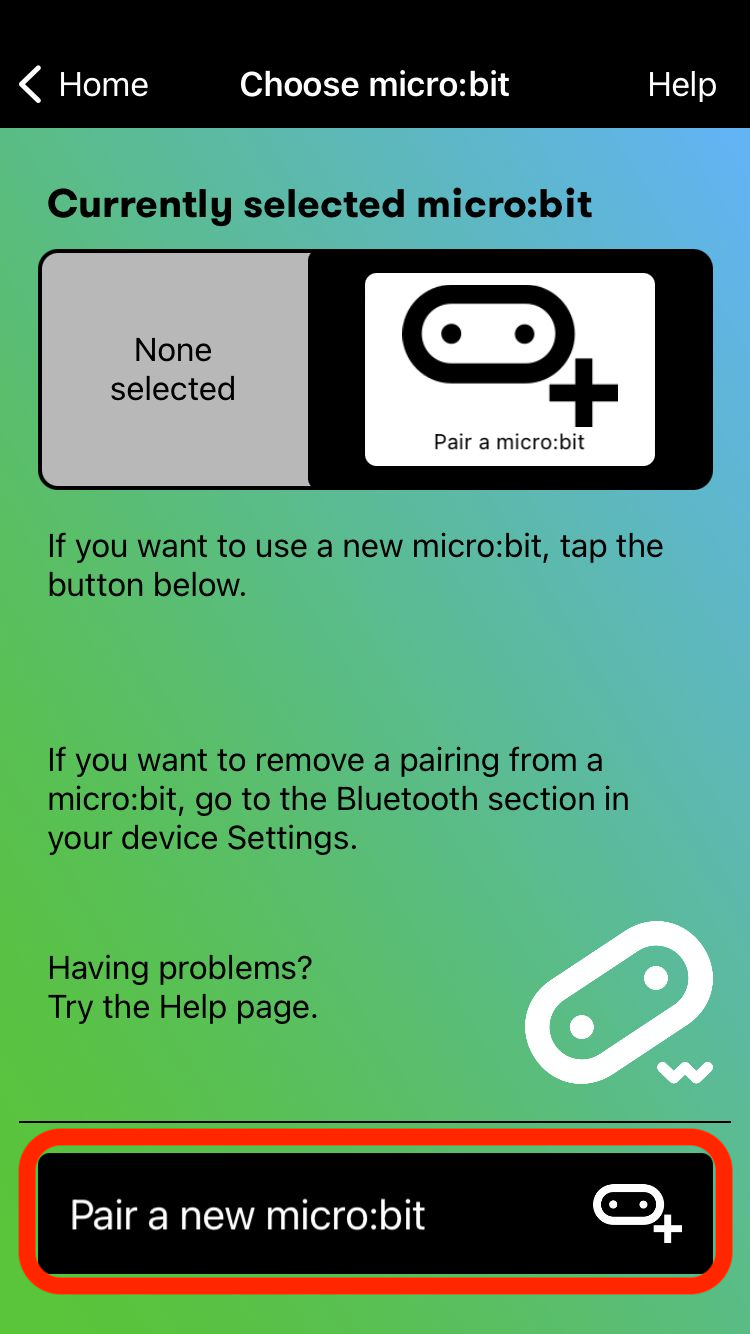 Home
Choose micro:bit
Help
Currently selected micro:bit
None
selected
Pair a micro:bit
If you want to use a new micro:bit, tap the
button below.
If you want to remove a pairing from a
micro:bit, go to the Bluetooth section in
your device Settings.
Having problems?
Try the Help page.
Pair a new micro:bit